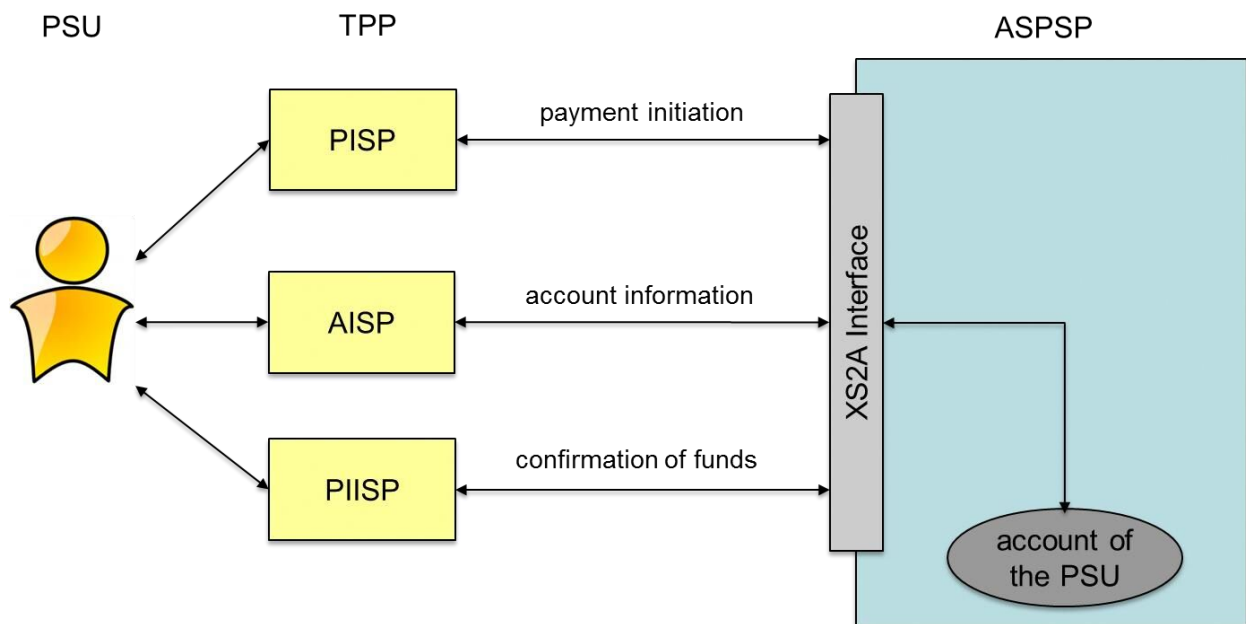 PSU
TPP
ASPSP
PISP
payment initiation
AISP
account information
PIISP
confirmation of funds
XS2A Interface
account of
the PSU